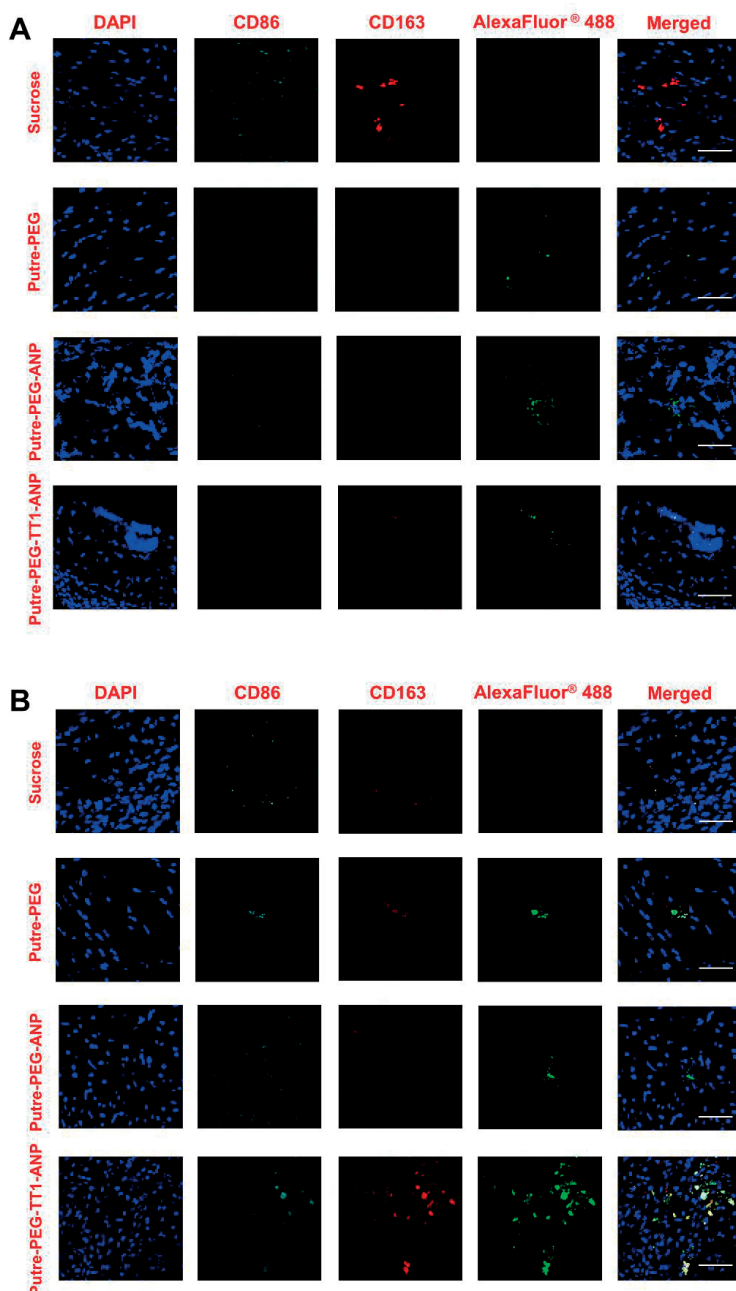 A
DAPI CD86 CD163 AlexaFluor® 488 Merged
Sucrose
Putre-PEG
Putre-PEG-ANP
Putre-PEG-TT1-ANP
B
DAPI CD86 CD163 AlexaFluor® 488 Merged
Sucrose
Putre-PEG
Putre-PEG-ANP
Putre-PEG-TT1-ANP